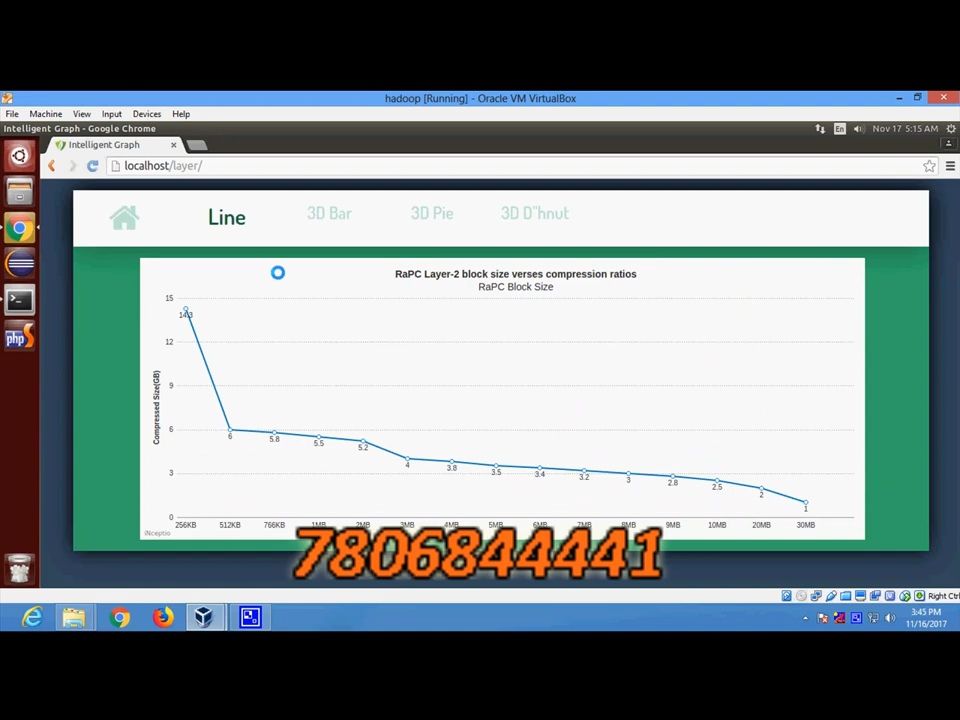 hadoop [Running] - Oracle VM VirtualBox
File Machine View Input Devices Help
Intelligent Graph - Google Chrome
En Nov 17 5:15 AM
Intelligent Graph
localhost/layer/
Line 3D Bar 3D Pie 3D D"hnut
RaPC Layer-2 block size verses compression ratios
RaPC Block Size
Compressed Size(GB)
15
12
9
6
3
0
14.3 6 5.8 5.5 5.2 4 3.8 3.5 3.4 3.2 3 2.8 2.5 2 1
256KB 512KB 766KB 1MB 2MB 3MB 4MB 5MB 6MB 7MB 8MB 9MB 10MB 20MB 30MB
php
7806844441
Right Ctrl
3:45 PM
11/16/2017